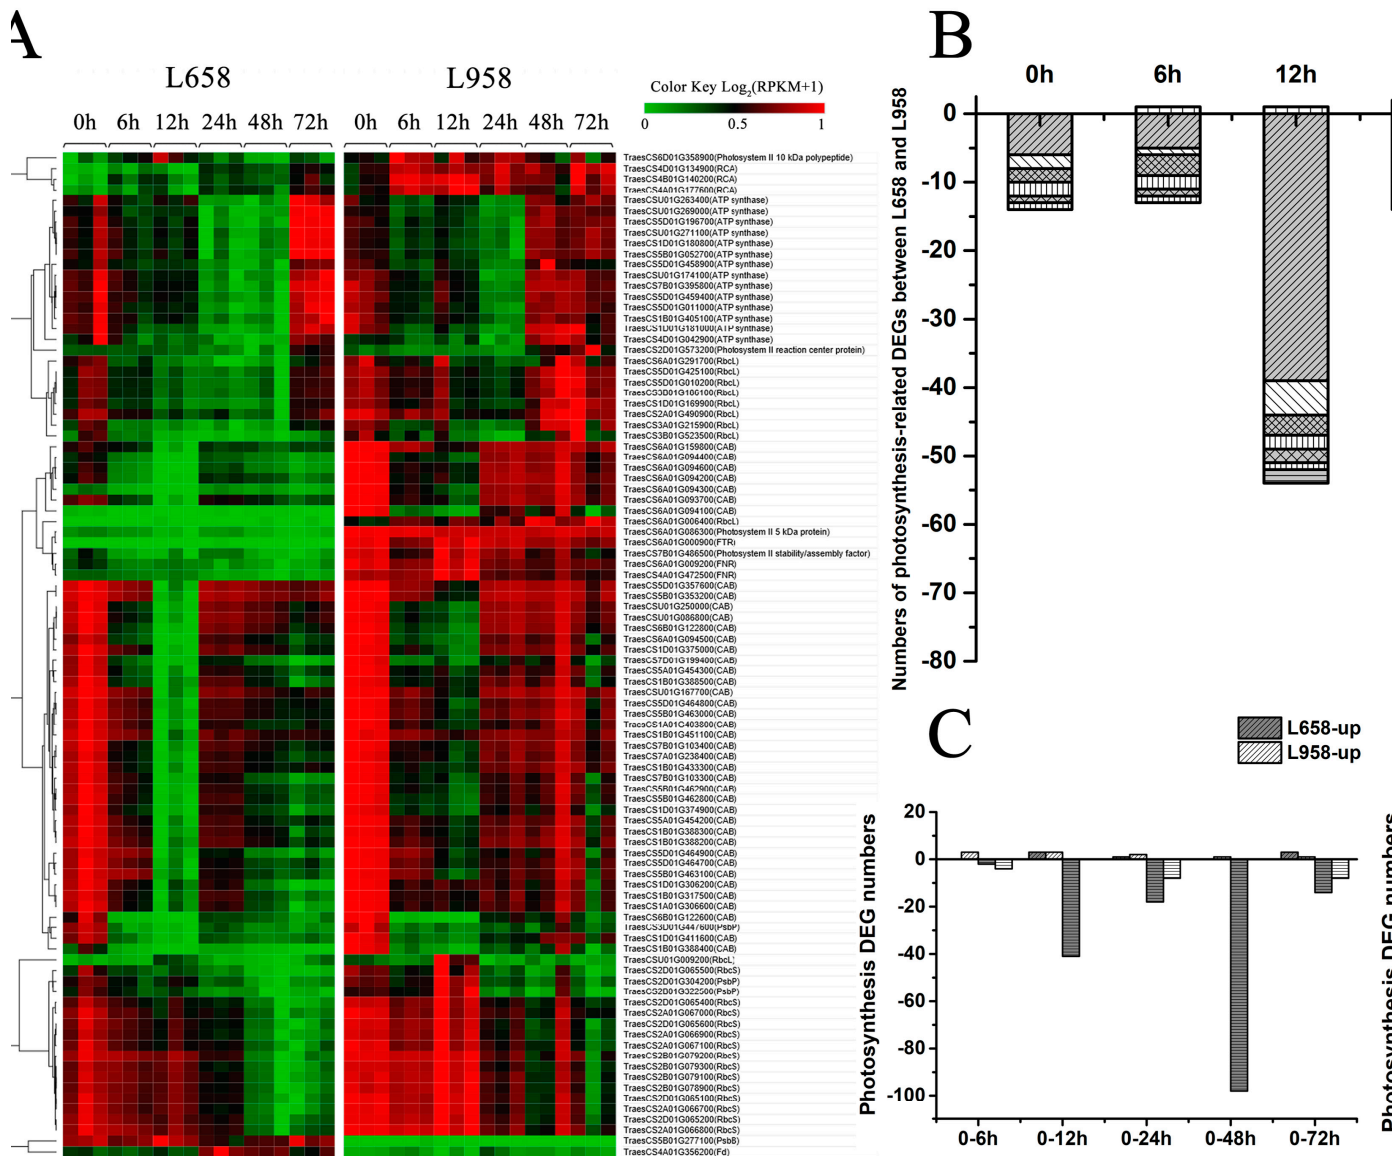 A
L658
L958
Color Key Log2(RPKM+1)
0
0.5
1
0h 6h 12h 24h 48h 72h
0h 6h 12h 24h 48h 72h
TraesCS6D01G358900(Photosystem II 10 kDa polypeptide)
TraesCS4D01G134900(RCA)
TraesCS4B01G140200(RCA)
TraesCS4A01G177600(RCA)
TraesCSU01G263400(ATP synthase)
TraesCSU01G269000(ATP synthase)
TraesCS5D01G196700(ATP synthase)
TraesCSU01G271100(ATP synthase)
TraesCS1D01G180800(ATP synthase)
TraesCS5B01G052700(ATP synthase)
TraesCS5D01G458900(ATP synthase)
TraesCSU01G174100(ATP synthase)
TraesCS7B01G395800(ATP synthase)
TraesCS5D01G459400(ATP synthase)
TraesCS5D01G011000(ATP synthase)
TraesCS1B01G405100(ATP synthase)
TraesCS1D01G181000(ATP synthase)
TraesCS4D01G042900(ATP synthase)
TraesCS2D01G573200(Photosystem II reaction center protein)
TraesCS6A01G291700(RbcL)
TraesCS5D01G425100(RbcL)
TraesCS5D01G010200(RbcL)
TraesCS1D01G169900(RbcL)
TraesCS2A01G490900(RbcL)
TraesCS3A01G215900(RbcL)
TraesCS3B01G523500(RbcL)
TraesCS6A01G159800(CAB)
TraesCS6A01G094400(CAB)
TraesCS6A01G094600(CAB)
TraesCS6A01G094200(CAB)
TraesCS6A01G094300(CAB)
TraesCS6A01G093700(CAB)
TraesCS6A01G094100(CAB)
TraesCS6A01G006400(RbcL)
TraesCS6A01G086300(Photosystem II 5 kDa protein)
TraesCS6A01G000900(FTR)
TraesCS7B01G486500(Photosystem II stability/assembly factor)
TraesCS6A01G009200(FNR)
TraesCS4A01G472500(FNR)
TraesCS5D01G357600(CAB)
TraesCS5B01G353200(CAB)
TraesCSU01G250000(CAB)
TraesCSU01G086800(CAB)
TraesCS6B01G122800(CAB)
TraesCS6A01G094500(CAB)
TraesCS1D01G375000(CAB)
TraesCS7D01G199400(CAB)
TraesCS5A01G454300(CAB)
TraesCS1B01G388500(CAB)
TraesCSU01G167700(CAB)
TraesCS5D01G464800(CAB)
TraesCS5B01G463000(CAB)
TraesCS1A01G403800(CAB)
TraesCS1B01G451100(CAB)
TraesCS7B01G103400(CAB)
TraesCS7A01G238400(CAB)
TraesCS1B01G433300(CAB)
TraesCS7B01G103300(CAB)
TraesCS5B01G462900(CAB)
TraesCS5B01G462800(CAB)
TraesCS1D01G374900(CAB)
TraesCS5A01G454200(CAB)
TraesCS1B01G388300(CAB)
TraesCS1B01G388200(CAB)
TraesCS5D01G464900(CAB)
TraesCS5D01G464700(CAB)
TraesCS5B01G463100(CAB)
TraesCS1D01G306200(CAB)
TraesCS1B01G317500(CAB)
TraesCS1A01G306600(CAB)
TraesCS6B01G122600(CAB)
TraesCS3D01G447600(PsbP)
TraesCS1D01G411600(CAB)
TraesCS1B01G388400(CAB)
TraesCSU01G009200(RbcL)
TraesCS2D01G065500(RbcS)
TraesCS2D01G304200(PsbP)
TraesCS2B01G322500(PsbP)
TraesCS2D01G065400(RbcS)
TraesCS2A01G067000(RbcS)
TraesCS2D01G065600(RbcS)
TraesCS2A01G066900(RbcS)
TraesCS2A01G067100(RbcS)
TraesCS2B01G079200(RbcS)
TraesCS2B01G079300(RbcS)
TraesCS2B01G079100(RbcS)
TraesCS2B01G078900(RbcS)
TraesCS2D01G065100(RbcS)
TraesCS2A01G066700(RbcS)
TraesCS2D01G065200(RbcS)
TraesCS2A01G066800(RbcS)
TraesCS5B01G277100(PsbB)
TraesCS4A01G356200(Fd)
B
0h 6h 12h
Numbers of photosynthesis-related DEGs between L658 and L958
0
-10
-20
-30
-40
-50
-60
-70
-80
C
L658-up
L958-up
Photosynthesis DEG numbers
20
0
-20
-40
-60
-80
-100
0-6h 0-12h 0-24h 0-48h 0-72h
Photosynthesis DEG numbers